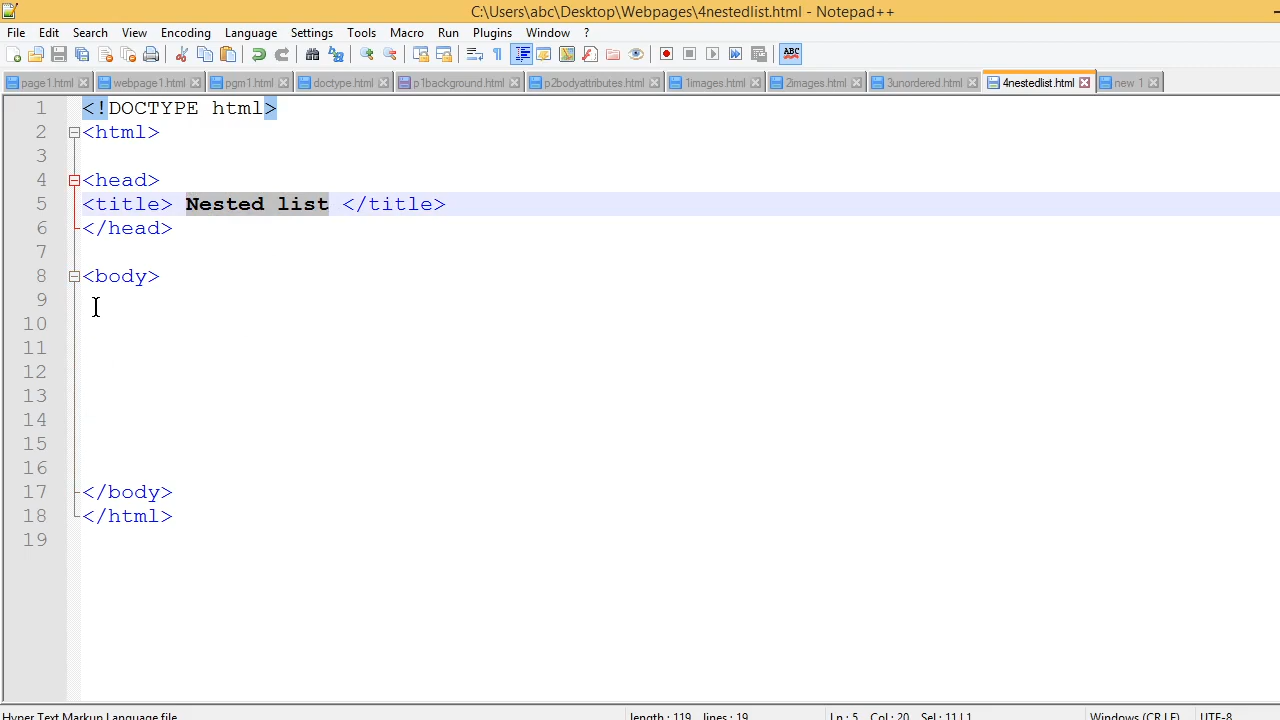 C:\Users\abc\Desktop\Webpages\4nestedlist.html - Notepad++
File Edit Search View Encoding Language Settings Tools Macro Run Plugins Window ?
ABC
page1.html webpage1.html pgm1.html doctype.html p1background.html p2bodyattributes.html 1images.html 2images.html 3unordered.html 4nestedlist.html new 1
1 <!DOCTYPE html>
2 <html>
3
4 <head>
5 <title> Nested list </title>
6 </head>
7
8 <body>
9
10
11
12
13
14
15
16
17 </body>
18 </html>
19
Hyper Text Markup Language file length : 119 lines : 19 Ln : 5 Col : 20 Sel : 11 | 1 Windows (CR LF) UTF-8